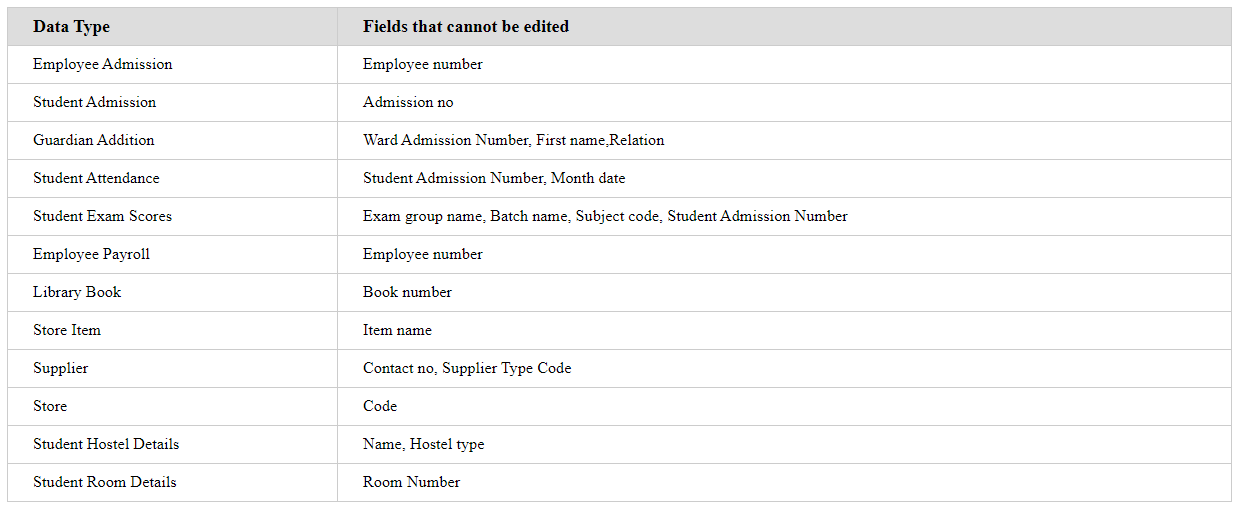 Data Type Fields that cannot be edited
Employee Admission Employee number
Student Admission Admission no
Guardian Addition Ward Admission Number, First name,Relation
Student Attendance Student Admission Number, Month date
Student Exam Scores Exam group name, Batch name, Subject code, Student Admission Number
Employee Payroll Employee number
Library Book Book number
Store Item Item name
Supplier Contact no, Supplier Type Code
Store Code
Student Hostel Details Name, Hostel type
Student Room Details Room Number